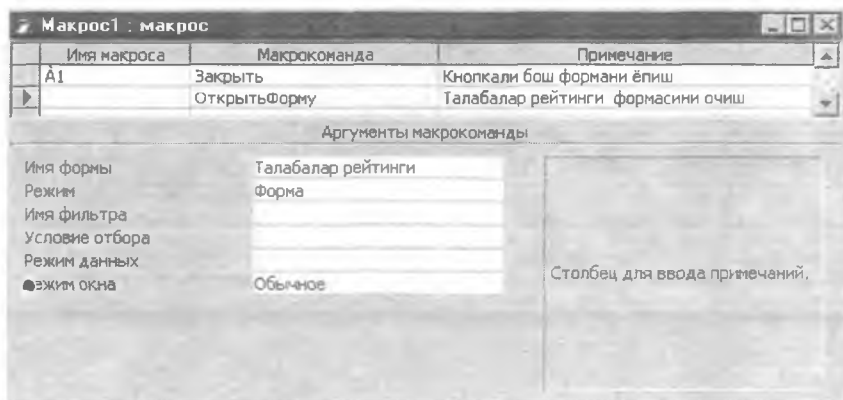 Макрос1 : макрос
Имя макроса Макрокоманда Примечание
À1 Закрыть Кнопкали бош формани ёпиш
ОткрытьФорму Талабалар рейтинги формасини очиш
Аргументы макрокоманды
Имя формы Талабалар рейтинги
Режим Форма
Имя фильтра
Условие отбора
Режим данных
ежим окна Обычное
Столбец для ввода примечаний.